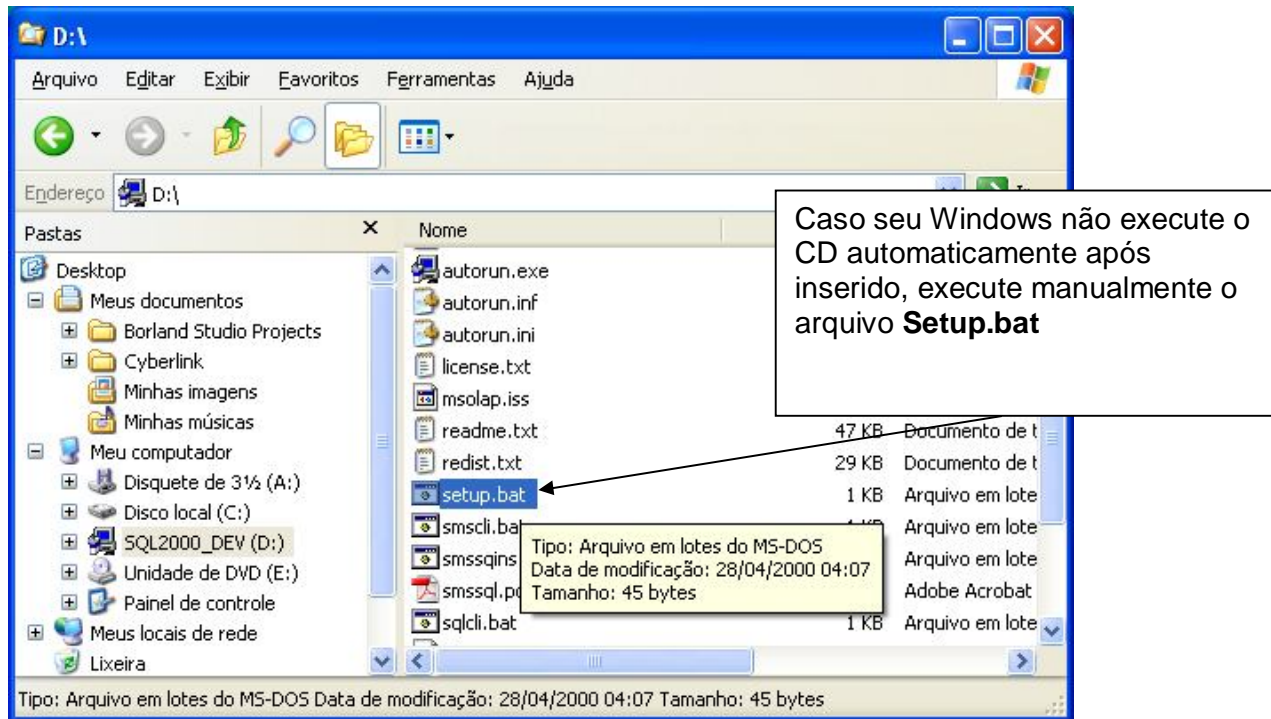 D:\
Arquivo Editar Exibir Favoritos Ferramentas Ajuda
Endereço D:\
Pastas
Desktop
Meus documentos
Borland Studio Projects
Cyberlink
Minhas imagens
Minhas músicas
Meu computador
Disquete de 3½ (A:)
Disco local (C:)
SQL2000_DEV (D:)
Unidade de DVD (E:)
Painel de controle
Meus locais de rede
Lixeira
Nome
autorun.exe
autorun.inf
autorun.ini
license.txt
msolap.iss
readme.txt 47 KB Documento de t
redist.txt 29 KB Documento de t
setup.bat 1 KB Arquivo em lote
smscli.ba Arquivo em lote
smssqins Arquivo em lote
smssql.p Adobe Acrobat
sqlcli.bat 1 KB Arquivo em lote
Tipo: Arquivo em lotes do MS-DOS
Data de modificação: 28/04/2000 04:07
Tamanho: 45 bytes
Caso seu Windows não execute o
CD automaticamente após
inserido, execute manualmente o
arquivo Setup.bat
Tipo: Arquivo em lotes do MS-DOS Data de modificação: 28/04/2000 04:07 Tamanho: 45 bytes